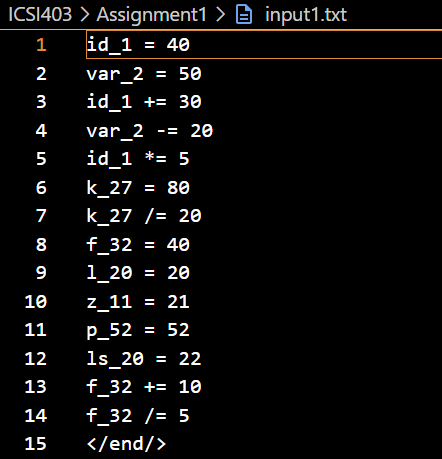 ICSI403 > Assignment1 > input1.txt
1 id_1 = 40
2 var_2 = 50
3 id_1 += 30
4 var_2 -= 20
5 id_1 *= 5
6 k_27 = 80
7 k_27 /= 20
8 f_32 = 40
9 l_20 = 20
10 z_11 = 21
11 p_52 = 52
12 ls_20 = 22
13 f_32 += 10
14 f_32 /= 5
15 </end/>